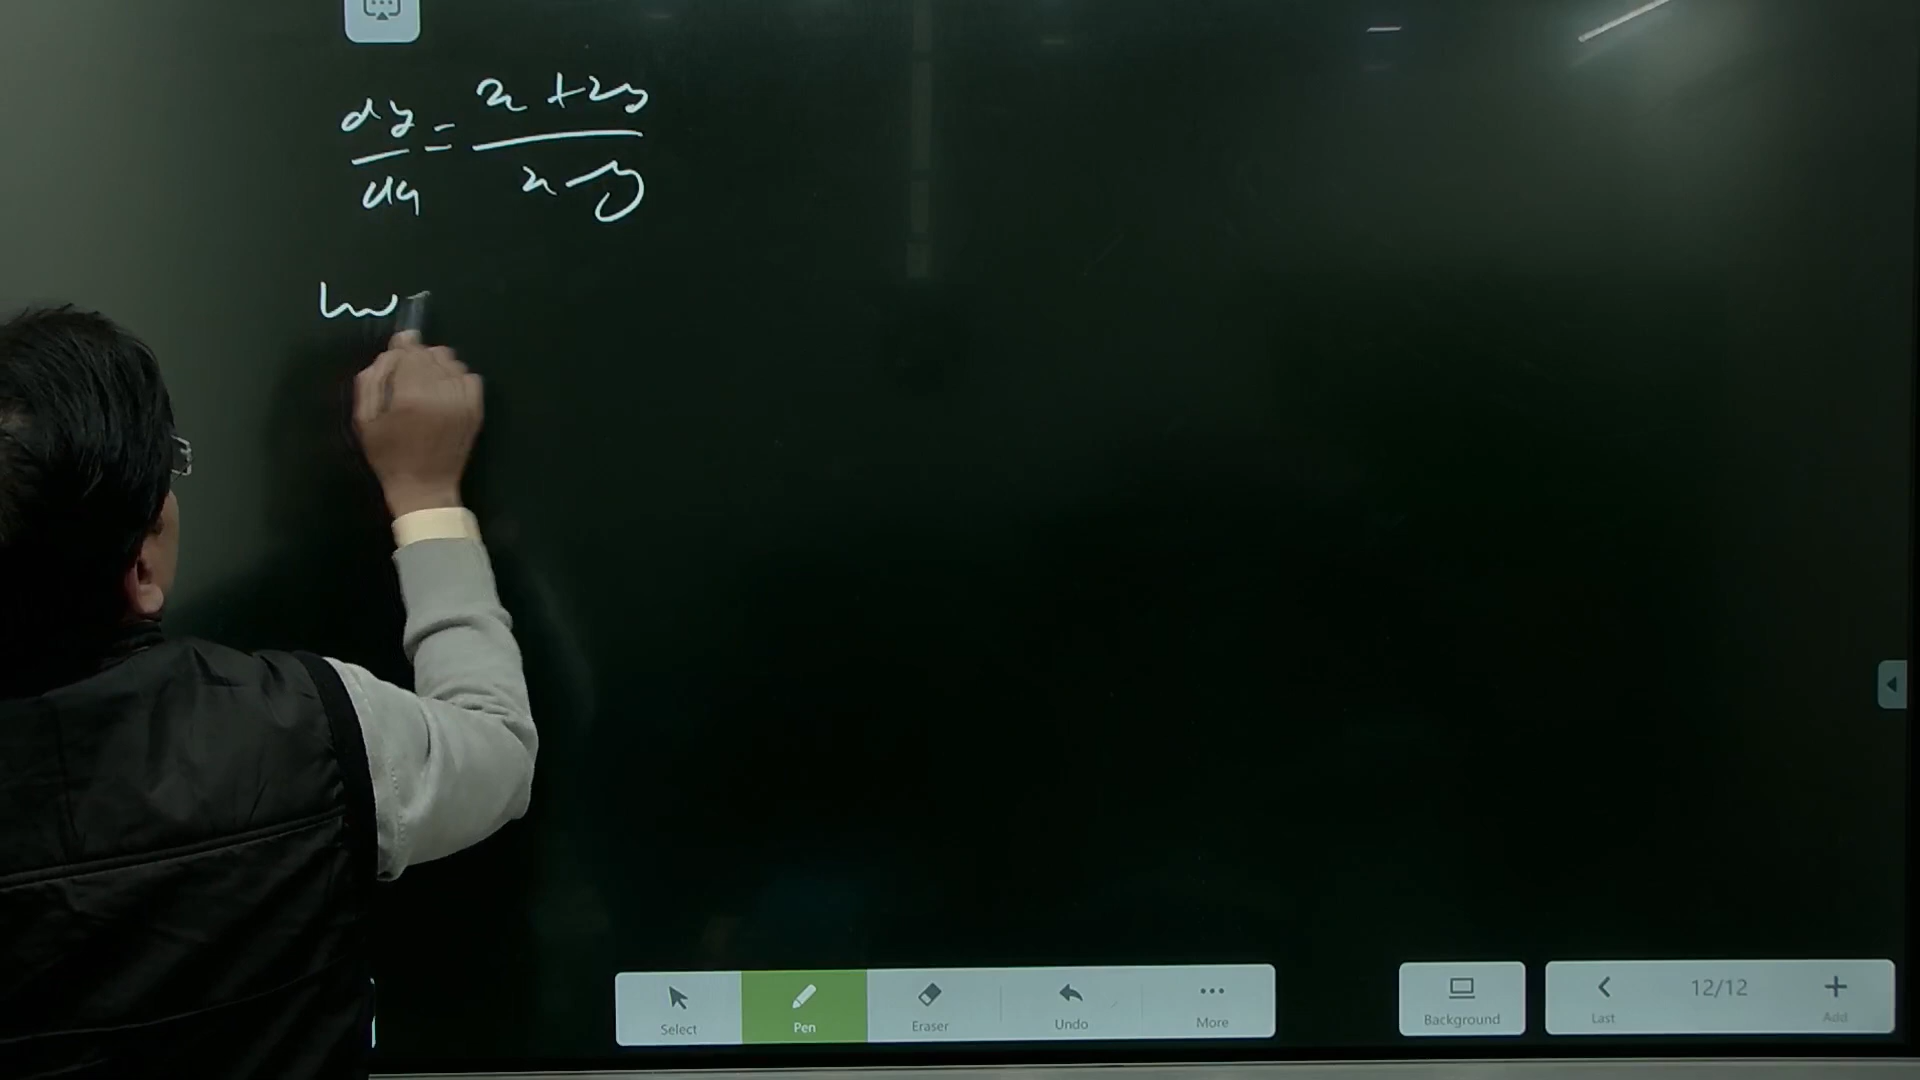 dy/dx = x + 2y / x - y
Select
Pen
Eraser
Undo
More
Background
Last
12/12
Add